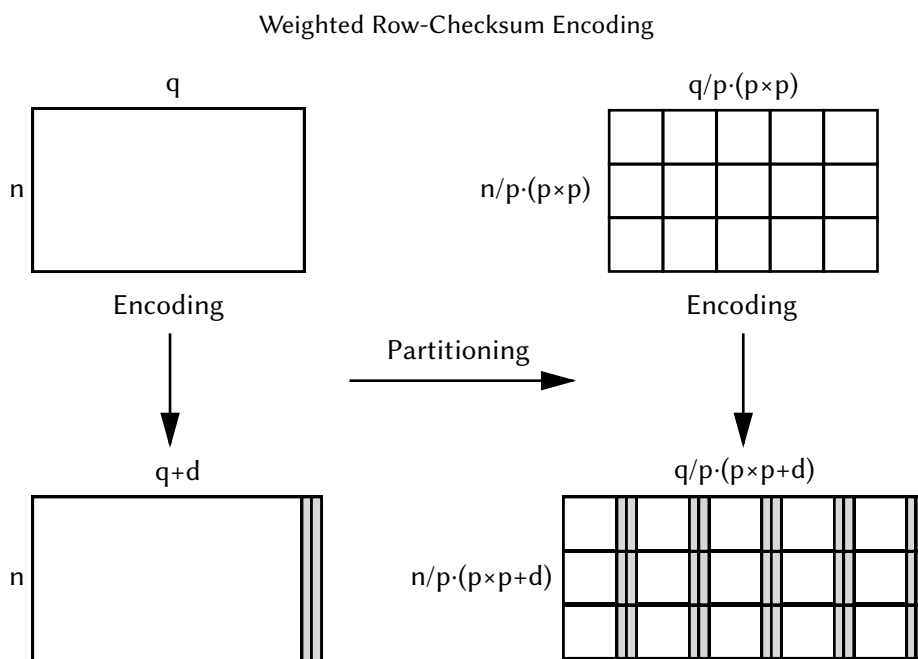 Weighted Row-Checksum Encoding
q
n
Encoding
q+d
n
Partitioning
q/p·(p×p)
n/p·(p×p)
Encoding
q/p·(p×p+d)
n/p·(p×p+d)